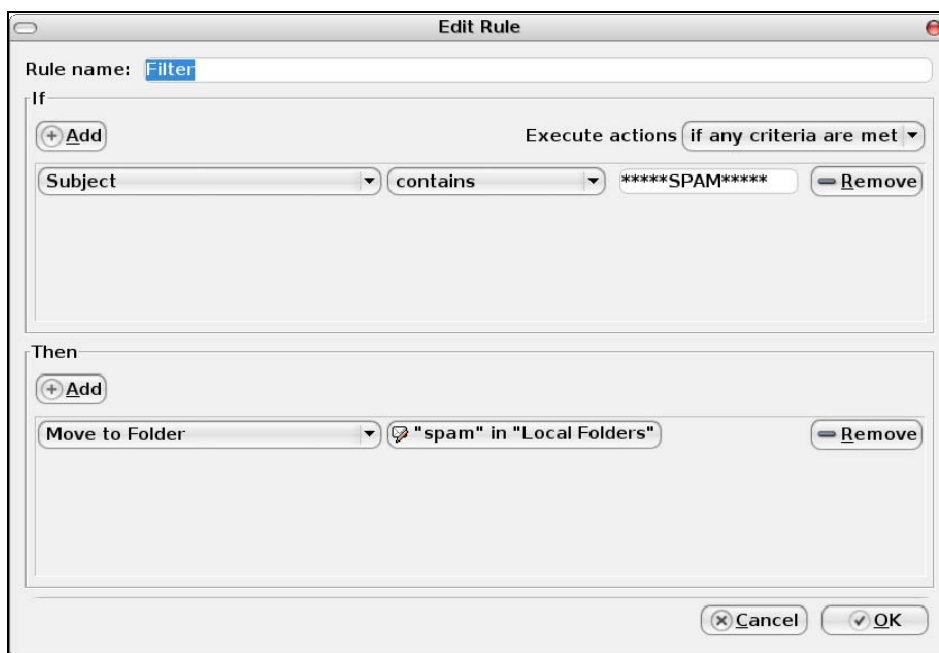 Edit Rule
Rule name: Filter
If
Add
Execute actions if any criteria are met
Subject contains *****SPAM***** Remove
Then
Add
Move to Folder "spam" in "Local Folders" Remove
Cancel OK